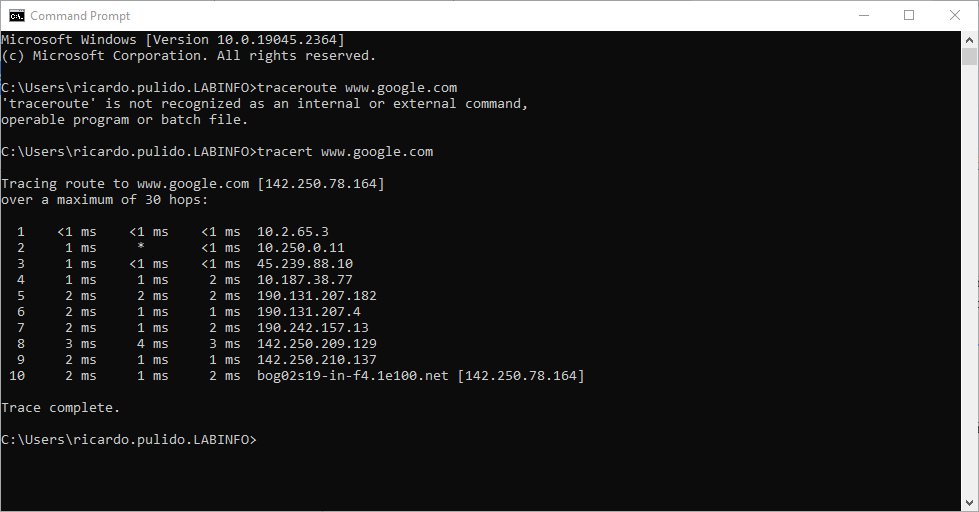 Command Prompt
Microsoft Windows [Version 10.0.19045.2364]
(c) Microsoft Corporation. All rights reserved.
C:\Users\ricardo.pulido.LABINFO>traceroute www.google.com
'traceroute' is not recognized as an internal or external command,
operable program or batch file.
C:\Users\ricardo.pulido.LABINFO>tracert www.google.com
Tracing route to www.google.com [142.250.78.164]
over a maximum of 30 hops:
  1    <1 ms    <1 ms    <1 ms  10.2.65.3
  2     1 ms     *       <1 ms  10.250.0.11
  3     1 ms    <1 ms    <1 ms  45.239.88.10
  4     1 ms     1 ms     2 ms  10.187.38.77
  5     2 ms     2 ms     2 ms  190.131.207.182
  6     2 ms     1 ms     1 ms  190.131.207.4
  7     2 ms     1 ms     2 ms  190.242.157.13
  8     3 ms     4 ms     3 ms  142.250.209.129
  9     2 ms     1 ms     1 ms  142.250.210.137
 10     2 ms     1 ms     2 ms  bog02s19-in-f4.1e100.net [142.250.78.164]
Trace complete.
C:\Users\ricardo.pulido.LABINFO>